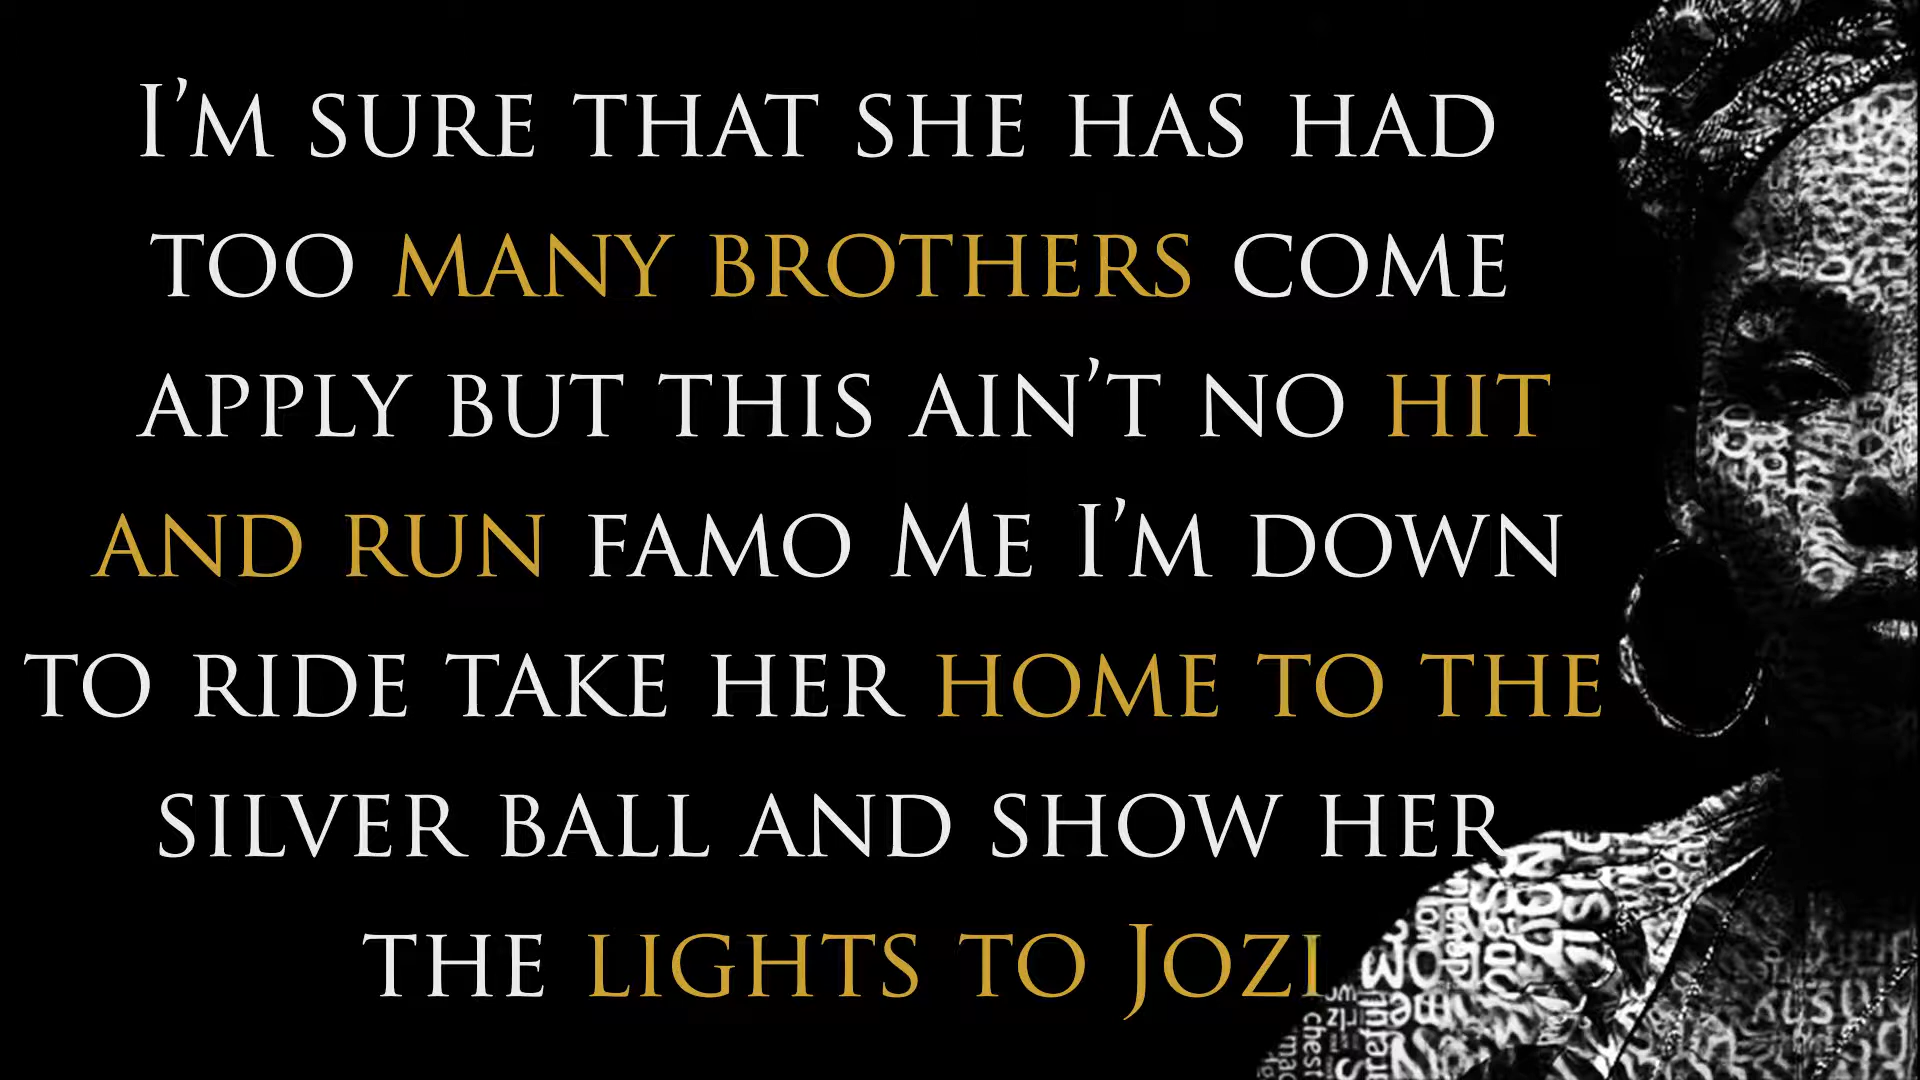 I'm sure that she has had
too many brothers come
apply but this ain't no hit
and run famo Me I'm down
to ride take her home to the
silver ball and show her
the lights to Jozi
chest